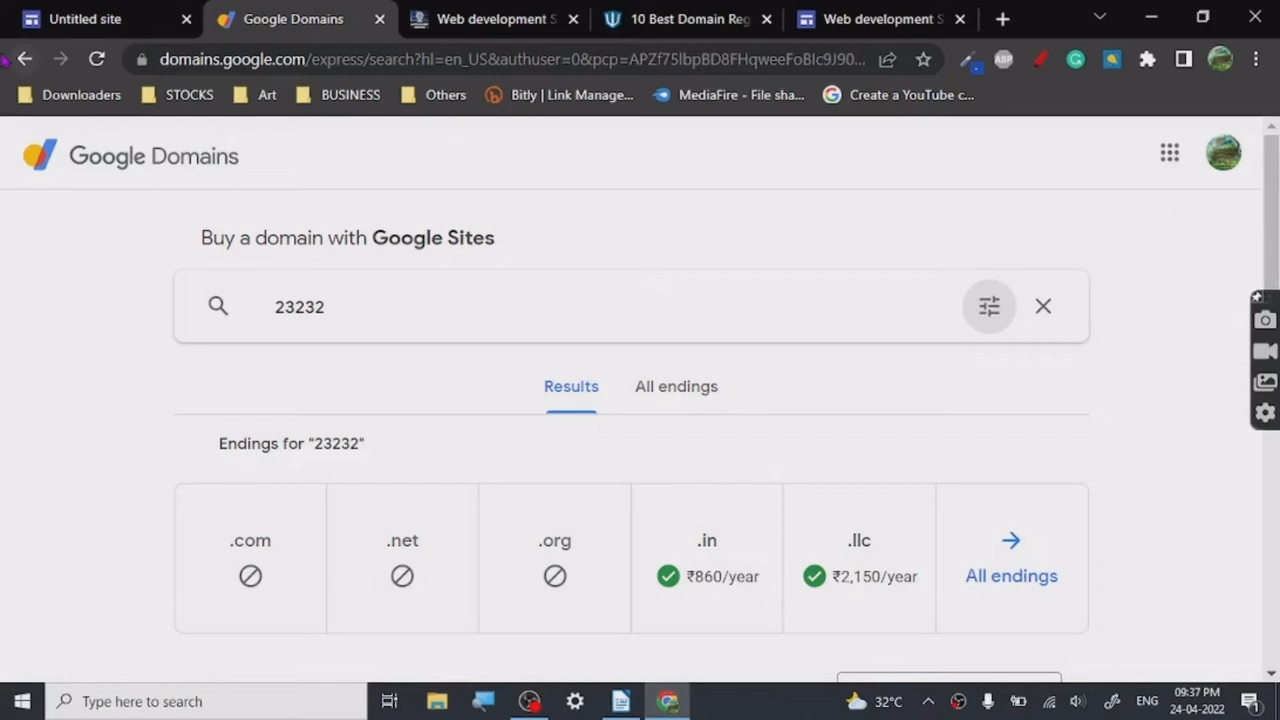 Untitled site
Google Domains
Web development S
10 Best Domain Reg
Web development S
domains.google.com/express/search?hl=en_US&authuser=0&pcp=APZf75lbpBD8FHqweeFoBIc9J90...
Downloaders
STOCKS
Art
BUSINESS
Others
Bitly | Link Manage...
MediaFire - File sha...
Create a YouTube c...
ABP
Google Domains
Buy a domain with Google Sites
23232
Results
All endings
Endings for "23232"
.com
.net
.org
.in
₹860/year
.llc
₹2,150/year
All endings
Type here to search
32°C
ENG
09:37 PM
24-04-2022
1